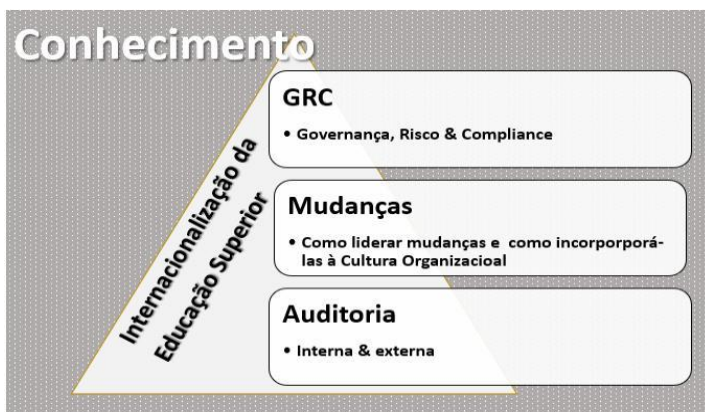 Conhecimento
Internacionalização da
Educação Superior
GRC
• Governança, Risco & Compliance
Mudanças
• Como liderar mudanças e como incorporporá-
las à Cultura Organizacioal
Auditoria
• Interna & externa